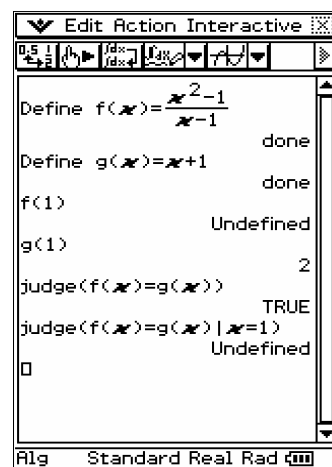 Edit Action Interactive
Define f(x)=x²-1/x-1
done
Define g(x)=x+1
done
f(1)
Undefined
g(1)
2
judge(f(x)=g(x))
TRUE
judge(f(x)=g(x)|x=1)
Undefined
Alg Standard Real Rad